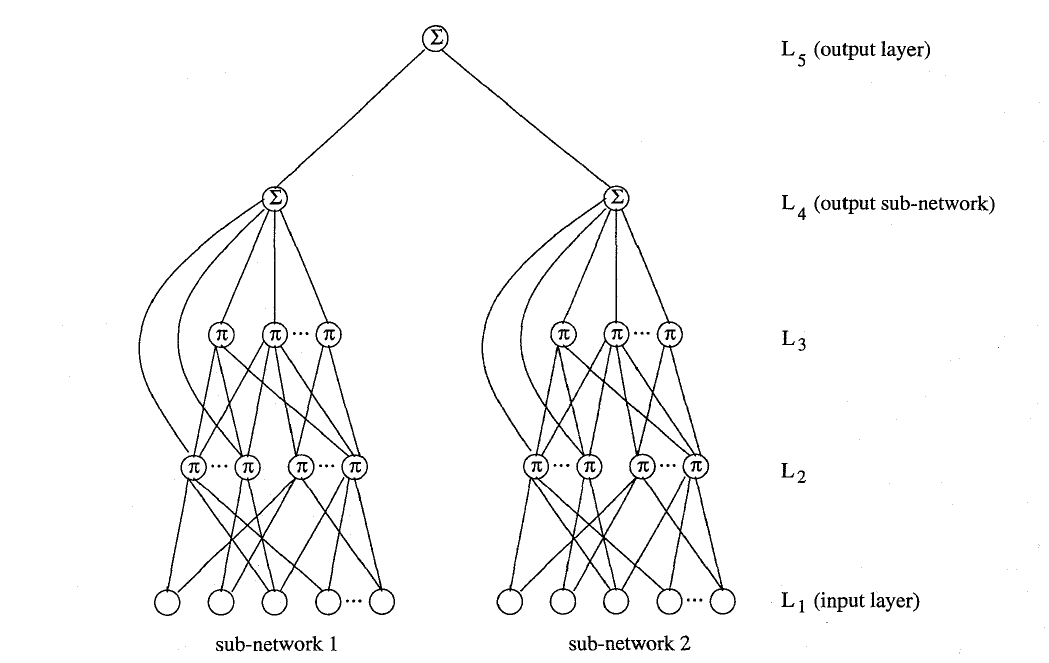 Σ
L5 (output layer)
Σ Σ
L4 (output sub-network)
π π ... π π π ... π
L3
π ... π π ... π π ... π π ... π
L2
... ...
L1 (input layer)
sub-network 1 sub-network 2